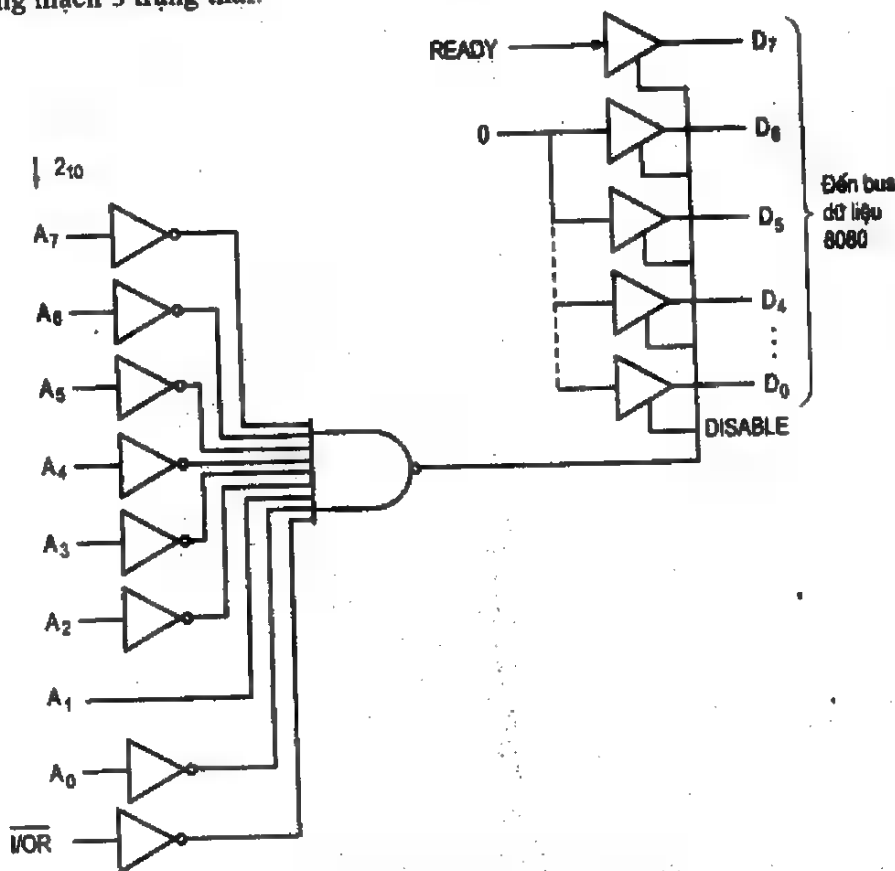 mạch 3 trạng thái
READY
D7
0
D6
↓ 210
D5
Đến bus
dữ liệu
8080
D4
D0
DISABLE
A7
A6
A5
A4
A3
A2
A1
A0
I/OR